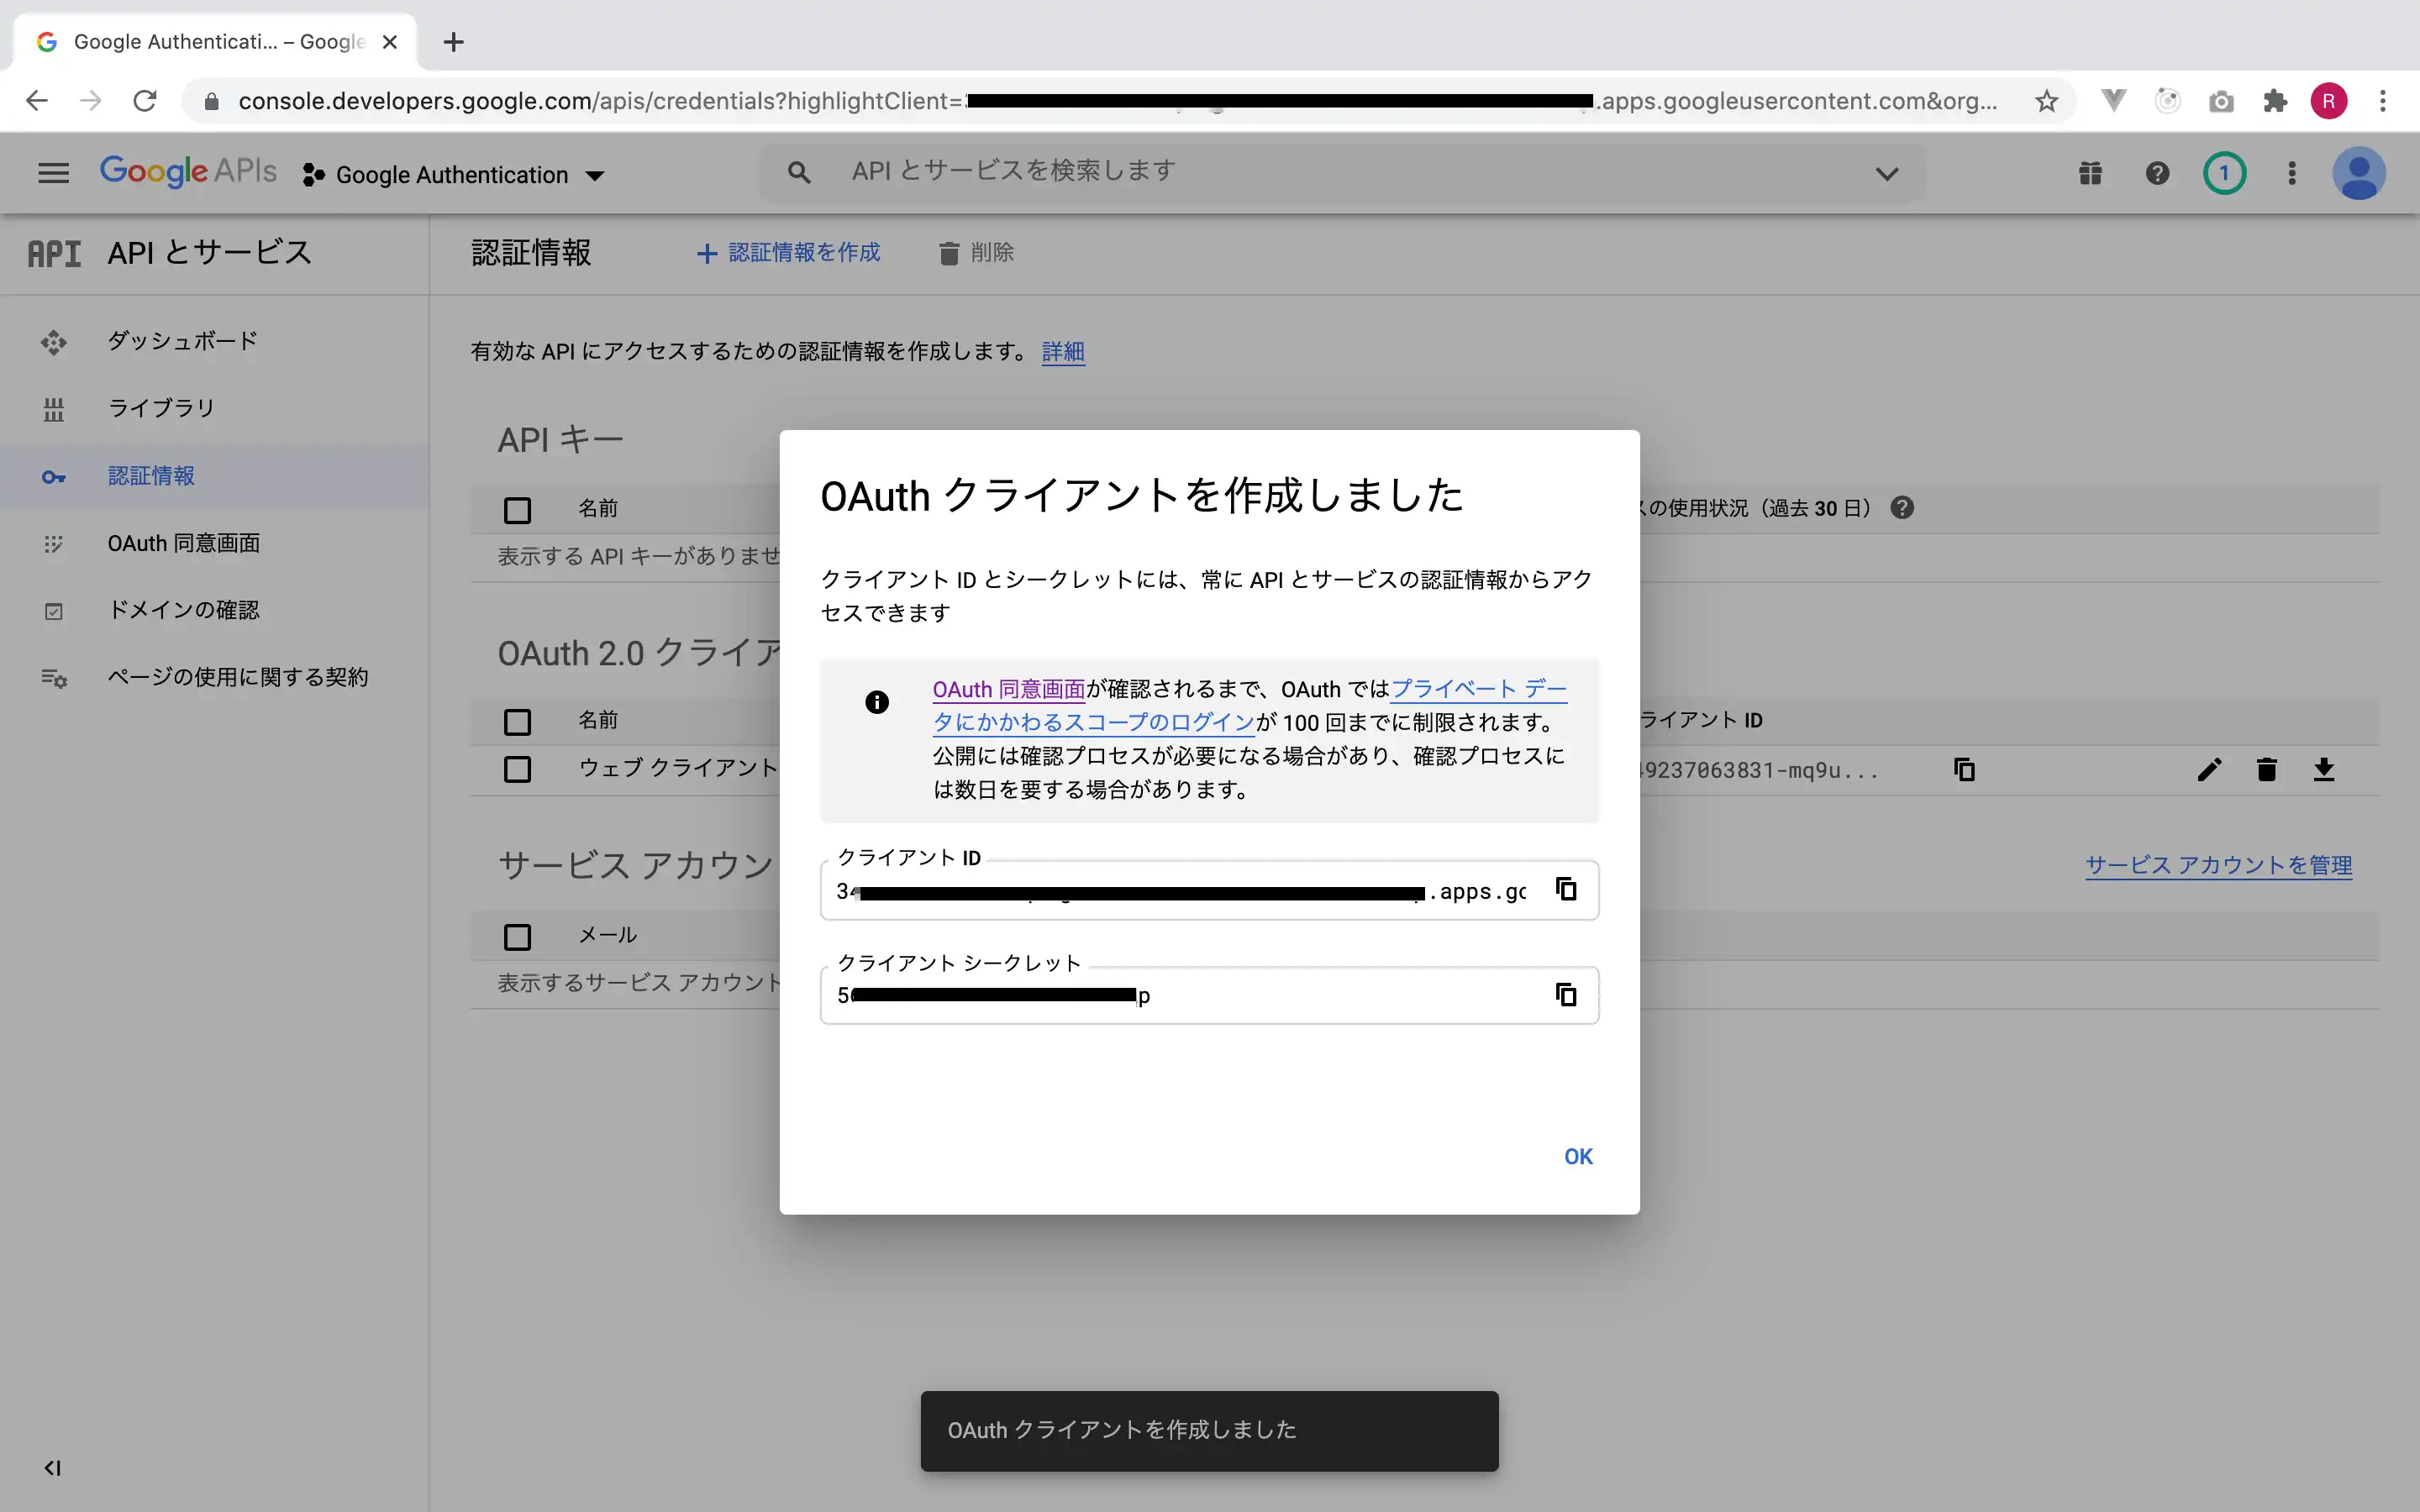 Google Authenticati... – Google
console.developers.google.com/apis/credentials?highlightClient=
.apps.googleusercontent.com&org...
R
Google APIs
Google Authentication
API とサービスを検索します
1
API
API とサービス
認証情報
認証情報を作成
削除
ダッシュボード
ライブラリ
認証情報
OAuth 同意画面
ドメインの確認
ページの使用に関する契約
有効な API にアクセスするための認証情報を作成します。 詳細
API キー
名前
の使用状況（過去 30 日）
表示する API キーがありませ
OAuth 2.0 クライア
名前
ライアント ID
ウェブ クライアント
9237063831-mq9u...
サービス アカウン
サービス アカウントを管理
メール
表示するサービス アカウント
OAuth クライアントを作成しました
クライアント ID とシークレットには、常に API とサービスの認証情報からアク
セスできます
OAuth 同意画面が確認されるまで、OAuth ではプライベート デー
タにかかわるスコープのログインが 100 回までに制限されます。
公開には確認プロセスが必要になる場合があり、確認プロセスに
は数日を要する場合があります。
クライアント ID
34
.apps.go
クライアント シークレット
5
p
OK
OAuth クライアントを作成しました